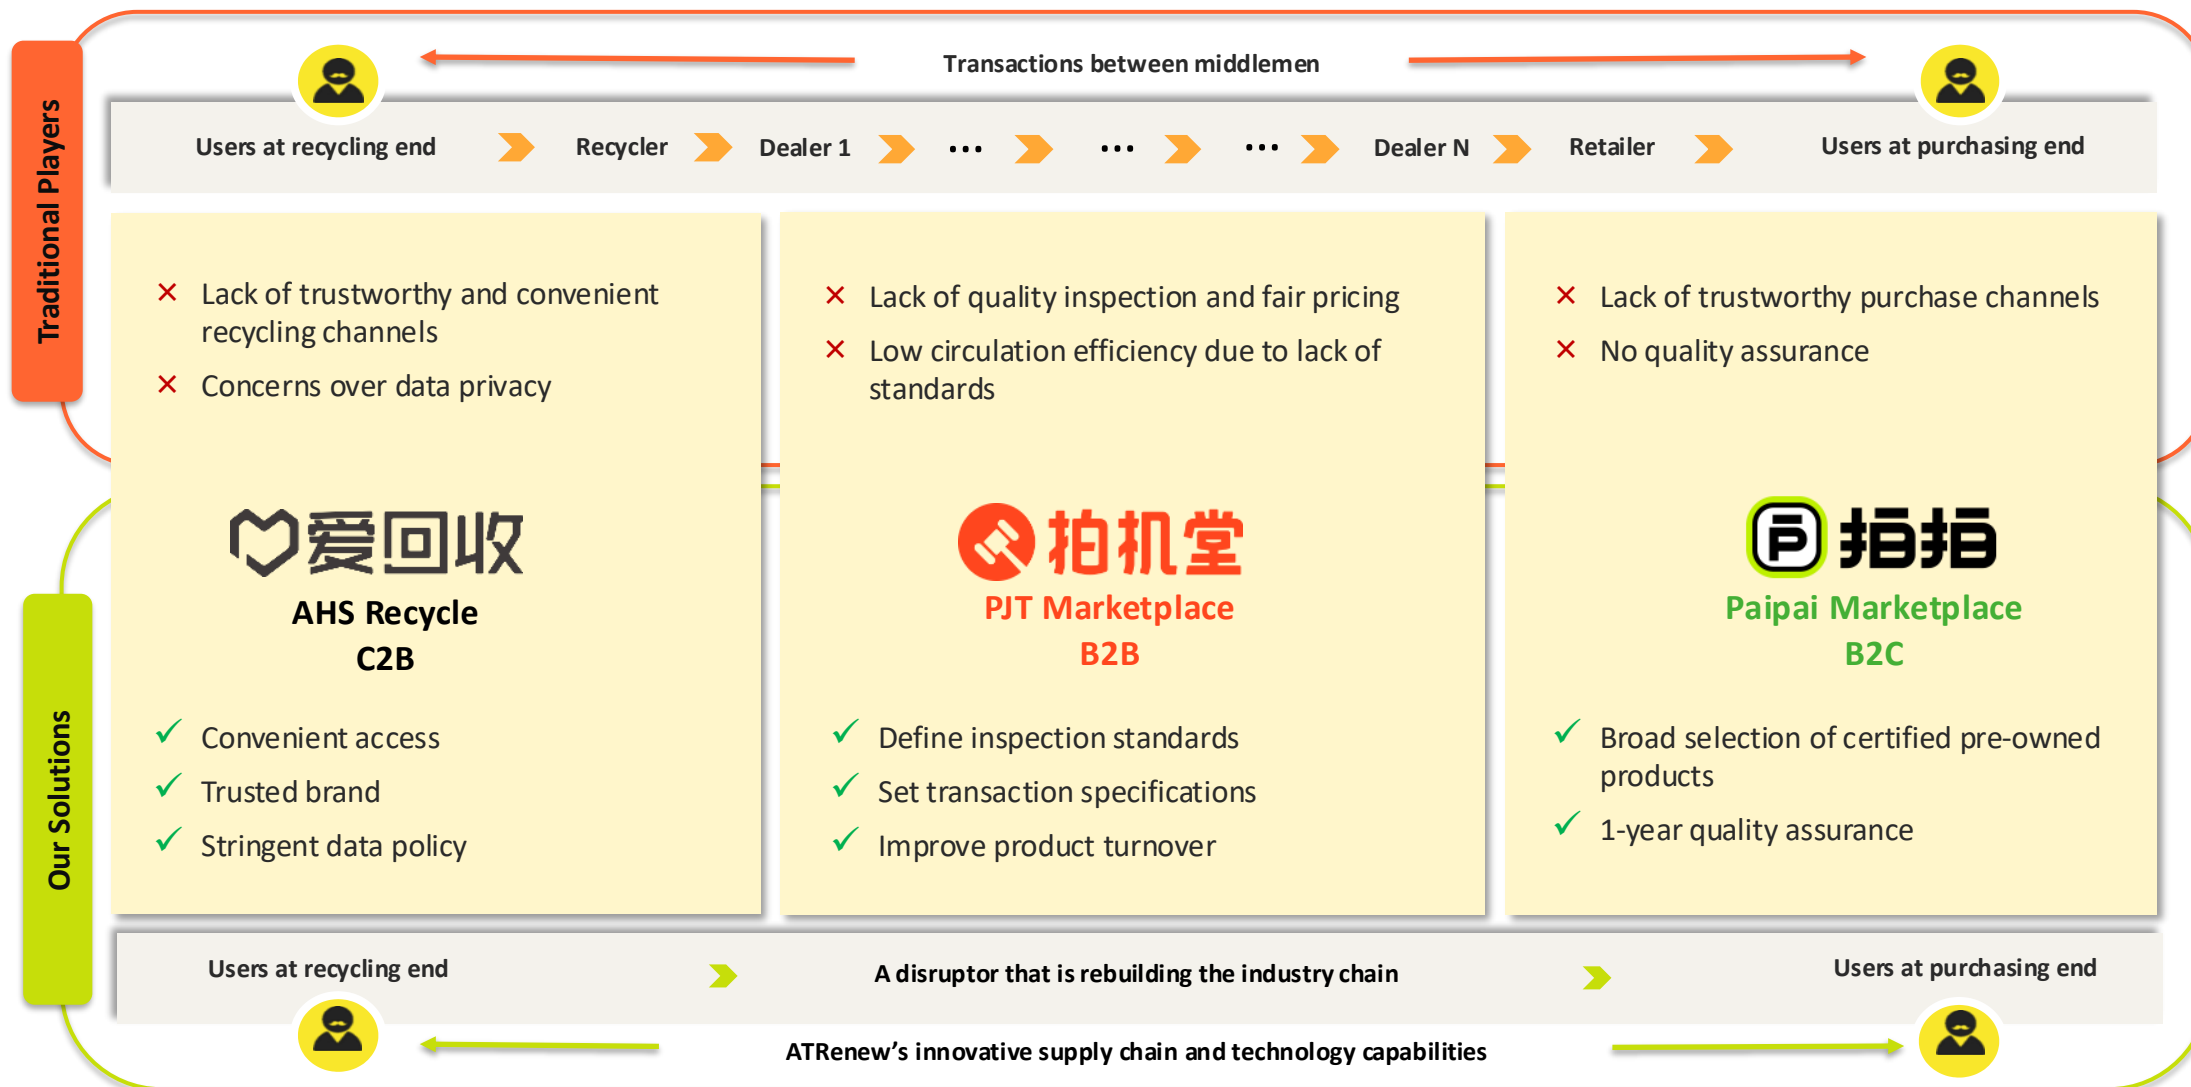 Traditional Players
Transactions between middlemen
Users at recycling end
Recycler
Dealer 1
...
...
...
Dealer N
Retailer
Users at purchasing end
× Lack of trustworthy and convenient
recycling channels
× Concerns over data privacy
× Lack of quality inspection and fair pricing
× Low circulation efficiency due to lack of
standards
× Lack of trustworthy purchase channels
× No quality assurance
Our Solutions
爱回收
AHS Recycle
C2B
✓ Convenient access
✓ Trusted brand
✓ Stringent data policy
拍机堂
PJT Marketplace
B2B
✓ Define inspection standards
✓ Set transaction specifications
✓ Improve product turnover
P 拍拍
Paipai Marketplace
B2C
✓ Broad selection of certified pre-owned
products
✓ 1-year quality assurance
Users at recycling end
A disruptor that is rebuilding the industry chain
Users at purchasing end
ATRenew’s innovative supply chain and technology capabilities